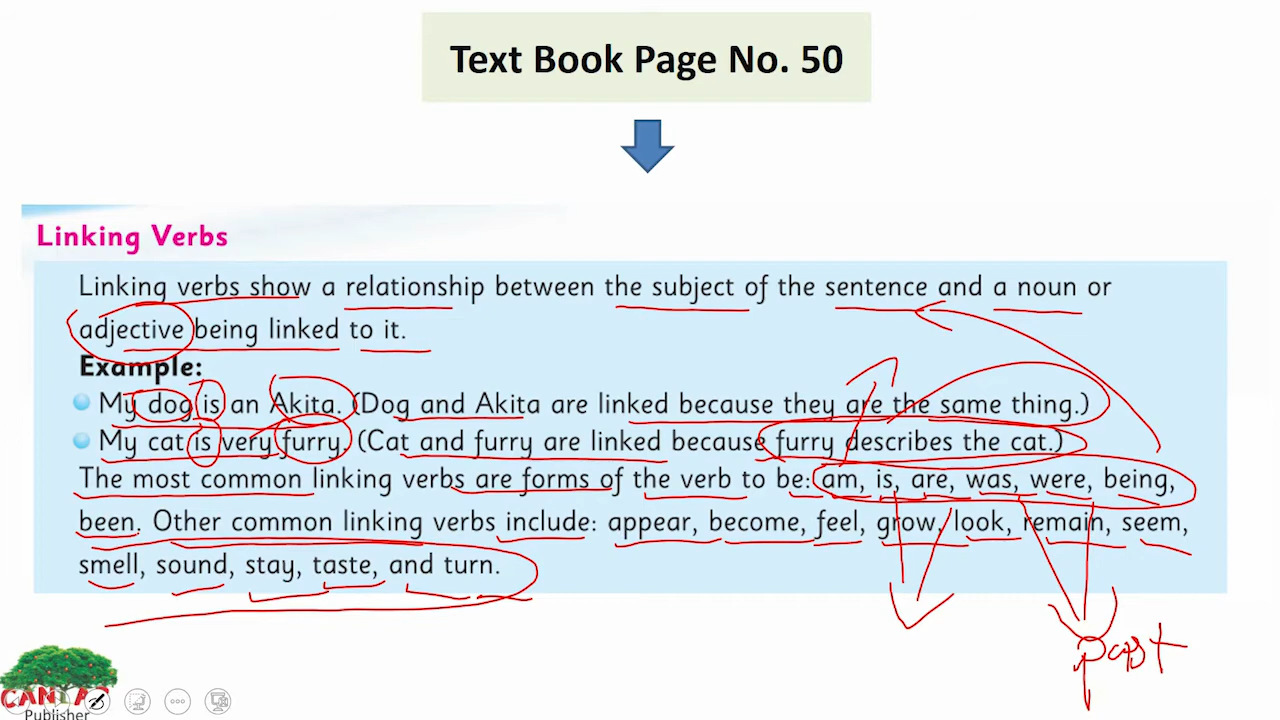 Text Book Page No. 50
Linking Verbs
Linking verbs show a relationship between the subject of the sentence and a noun or
adjective being linked to it.
Example:
My dog is an Akita. (Dog and Akita are linked because they are the same thing.)
My cat is very furry. (Cat and furry are linked because furry describes the cat.)
The most common linking verbs are forms of the verb to be: am, is, are, was, were, being,
been. Other common linking verbs include: appear, become, feel, grow, look, remain, seem,
smell, sound, stay, taste, and turn.
past
Publisher